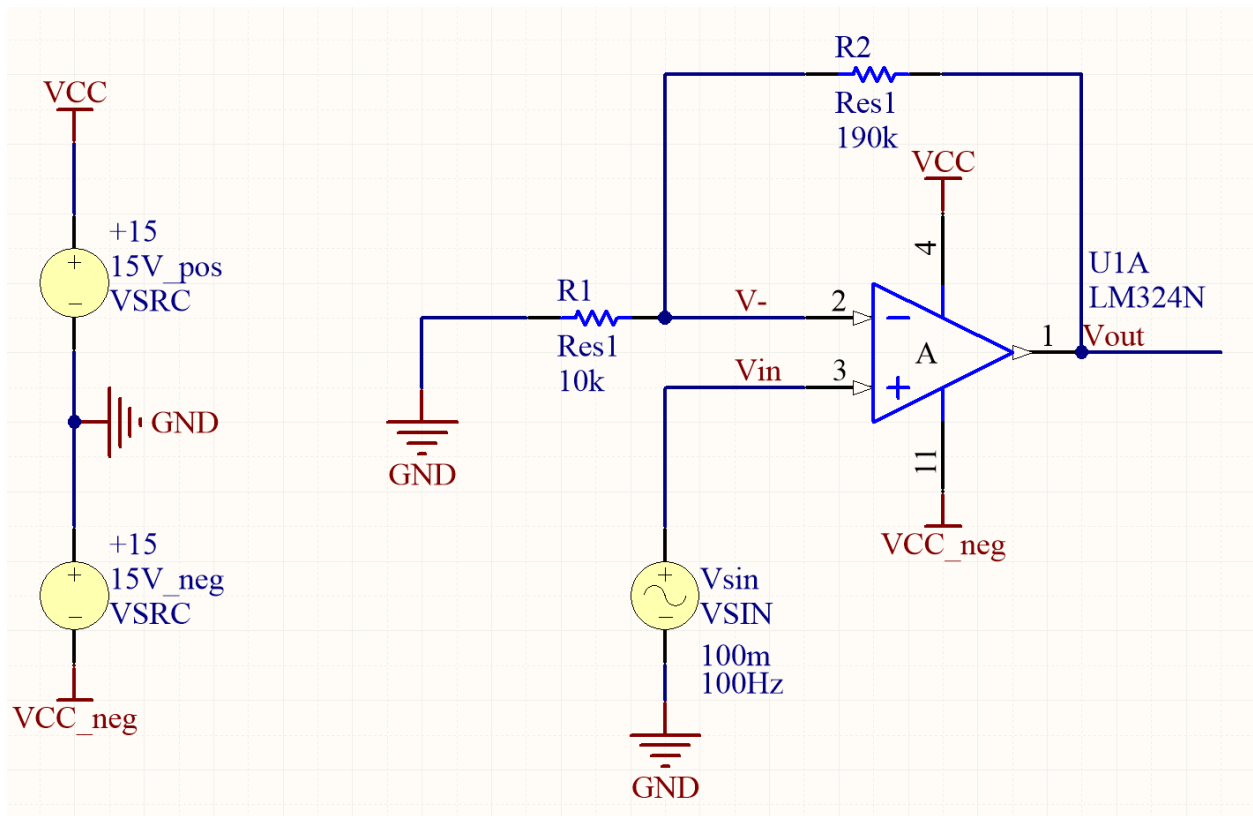 VCC
+15
15V_pos
VSRC
GND
+15
15V_neg
VSRC
VCC_neg
R2
Res1
190k
VCC
4
U1A
LM324N
R1
Res1
10k
V-
2
A
1
Vout
Vin
3
GND
11
VCC_neg
Vsin
VSIN
100m
100Hz
GND